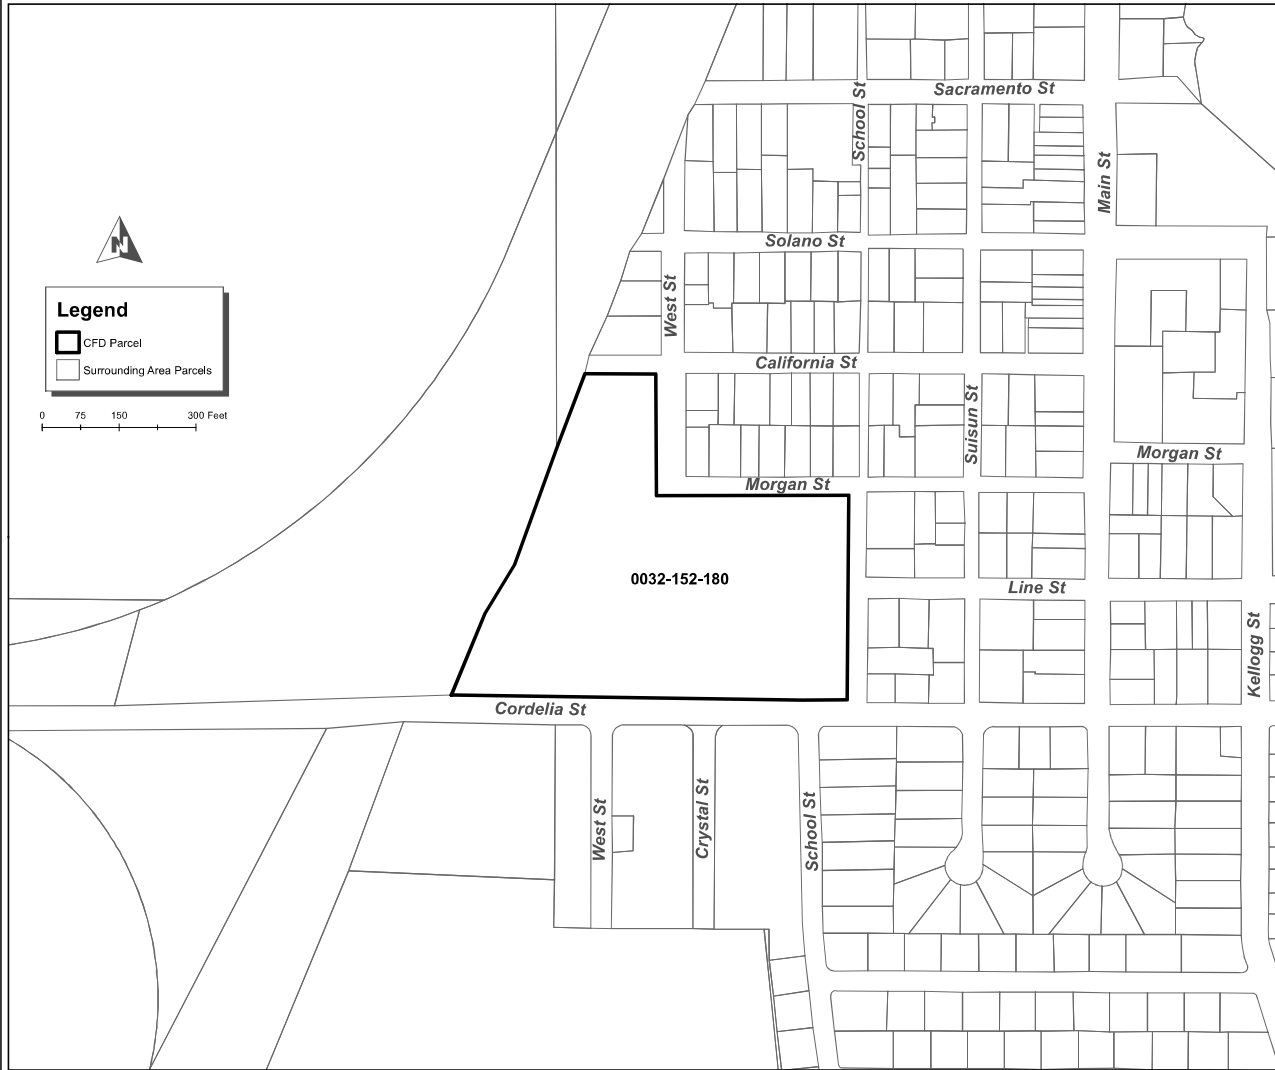 Sacramento St
School St
Main St
N
Solano St
West St
Legend
CFD Parcel
Surrounding Area Parcels
California St
0 75 150 300 Feet
Suisun St
Morgan St
Morgan St
0032-152-180
Line St
Kellogg St
Cordelia St
West St
Crystal St
School St